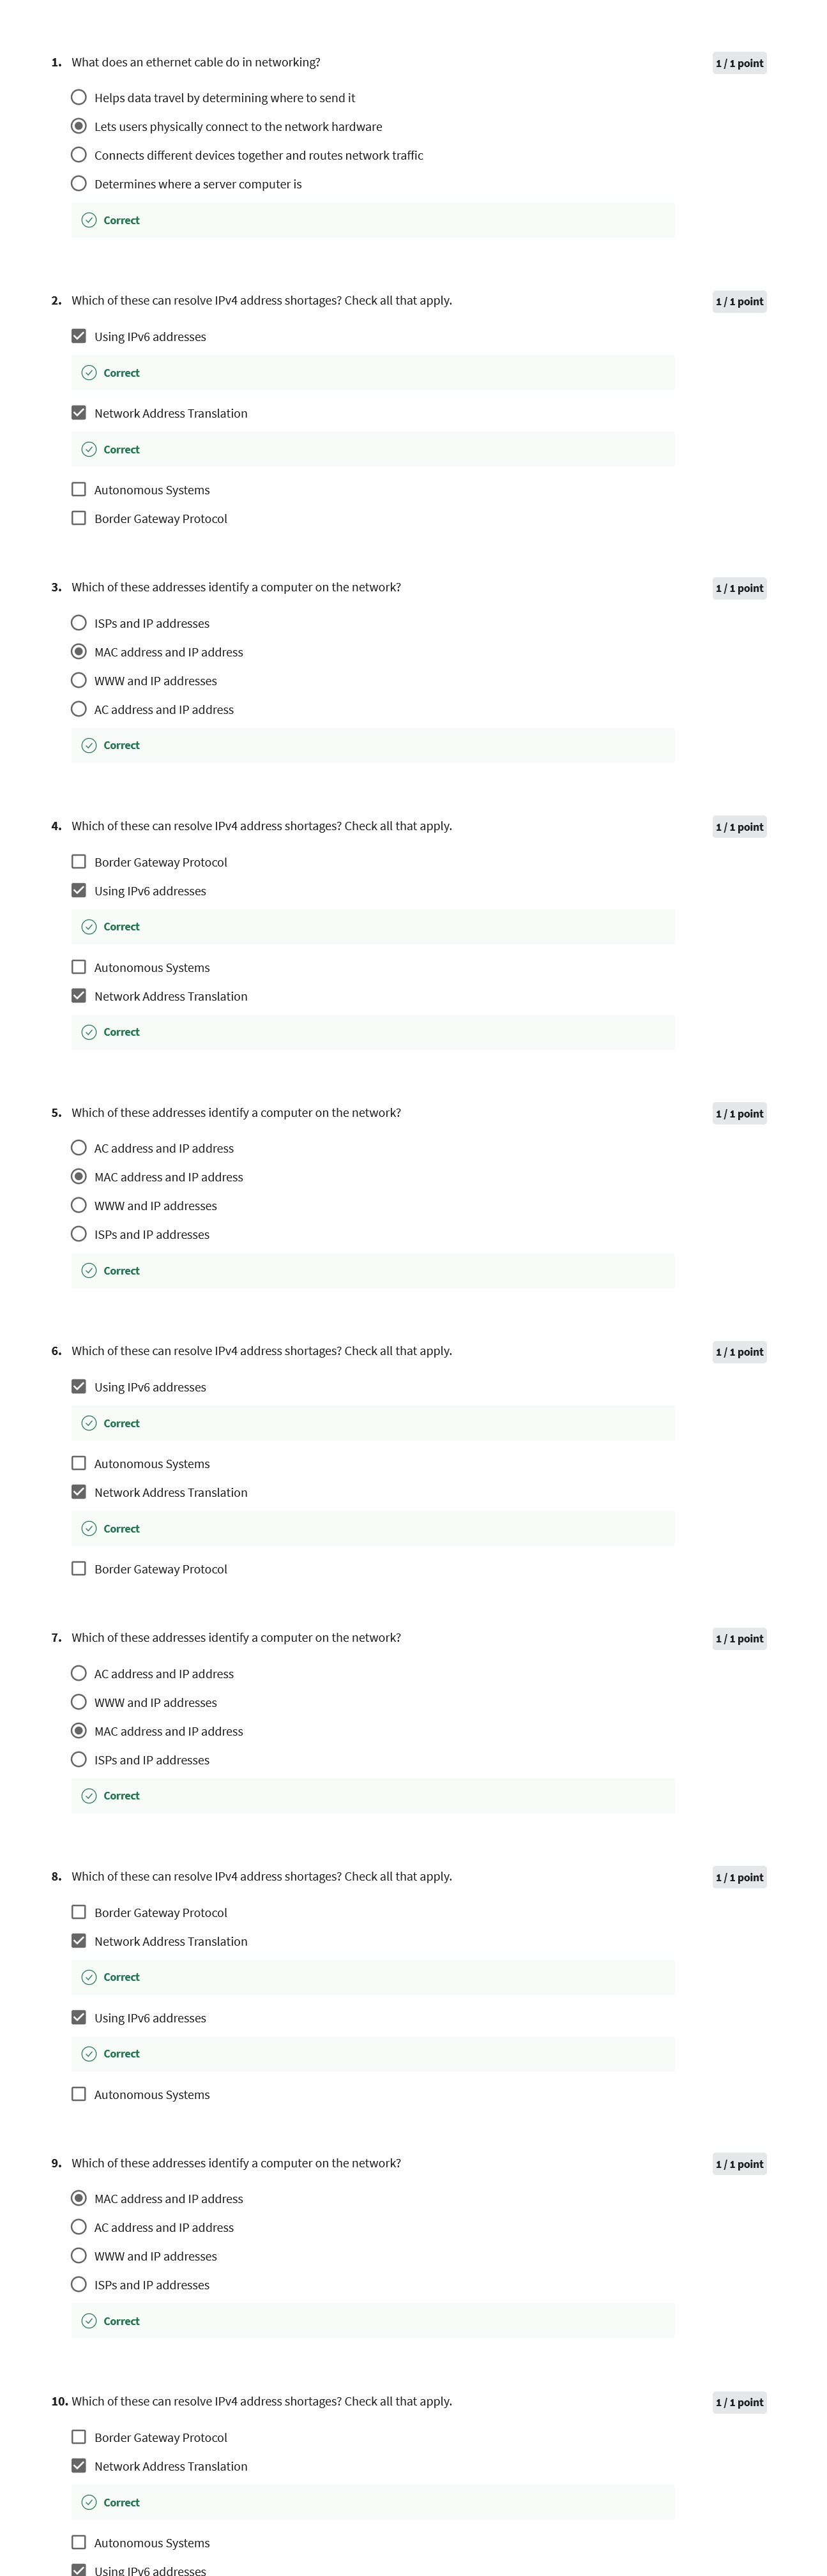 1. What does an ethernet cable do in networking? 1 / 1 point
Helps data travel by determining where to send it
Lets users physically connect to the network hardware
Connects different devices together and routes network traffic
Determines where a server computer is
Correct
2. Which of these can resolve IPv4 address shortages? Check all that apply. 1 / 1 point
Using IPv6 addresses
Correct
Network Address Translation
Correct
Autonomous Systems
Border Gateway Protocol
3. Which of these addresses identify a computer on the network? 1 / 1 point
ISPs and IP addresses
MAC address and IP address
WWW and IP addresses
AC address and IP address
Correct
4. Which of these can resolve IPv4 address shortages? Check all that apply. 1 / 1 point
Border Gateway Protocol
Using IPv6 addresses
Correct
Autonomous Systems
Network Address Translation
Correct
5. Which of these addresses identify a computer on the network? 1 / 1 point
AC address and IP address
MAC address and IP address
WWW and IP addresses
ISPs and IP addresses
Correct
6. Which of these can resolve IPv4 address shortages? Check all that apply. 1 / 1 point
Using IPv6 addresses
Correct
Autonomous Systems
Network Address Translation
Correct
Border Gateway Protocol
7. Which of these addresses identify a computer on the network? 1 / 1 point
AC address and IP address
WWW and IP addresses
MAC address and IP address
ISPs and IP addresses
Correct
8. Which of these can resolve IPv4 address shortages? Check all that apply. 1 / 1 point
Border Gateway Protocol
Network Address Translation
Correct
Using IPv6 addresses
Correct
Autonomous Systems
9. Which of these addresses identify a computer on the network? 1 / 1 point
MAC address and IP address
AC address and IP address
WWW and IP addresses
ISPs and IP addresses
Correct
10. Which of these can resolve IPv4 address shortages? Check all that apply. 1 / 1 point
Border Gateway Protocol
Network Address Translation
Correct
Autonomous Systems
Using IPv6 addresses